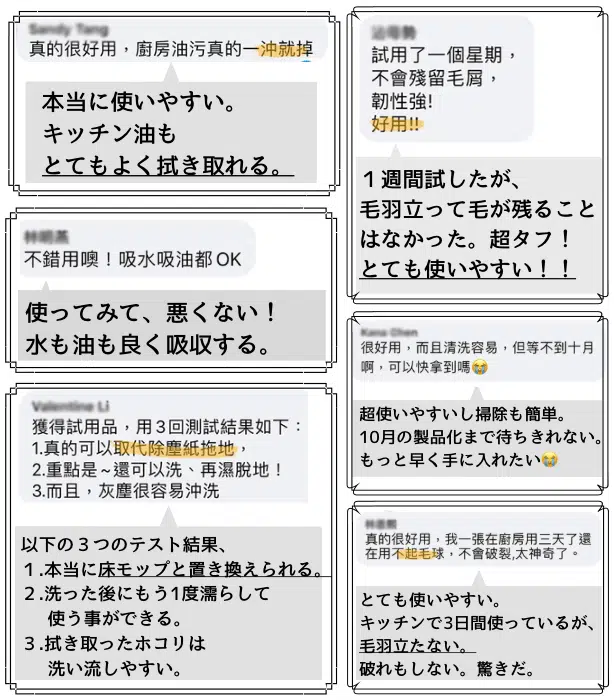 Sandy Tang
真的很好用，廚房油污真的一沖就掉
本当に使いやすい。
キッチン油も
とてもよく拭き取れる。
不錯用噢！吸水吸油都OK
使ってみて、悪くない！
水も油も良く吸収する。
Valentine Li
獲得試用品，用3回測試結果如下：
1.真的可以取代除塵紙拖地，
2.重點是~還可以洗、再濕脫地！
3.而且，灰塵很容易沖洗
以下の３つのテスト結果、
１.本当に床モップと置き換えられる。
２.洗った後にもう1度濡らして
使う事ができる。
３.拭き取ったホコリは
洗い流しやすい。
試用了一個星期，
不會殘留毛屑，
韌性強!
好用!!
１週間試したが、
毛羽立って毛が残ること
はなかった。超タフ！
とても使いやすい！！
很好用，而且清洗容易，但等不到十月
啊，可以快拿到嗎😭
超使いやすいし掃除も簡単。
10月の製品化まで待ちきれない。
もっと早く手に入れたい😭
真的很好用，我一張在廚房用三天了還
在用不起毛球，不會破裂,太神奇了。
とても使いやすい。
キッチンで3日間使っているが、
毛羽立たない。
破れもしない。驚きだ。